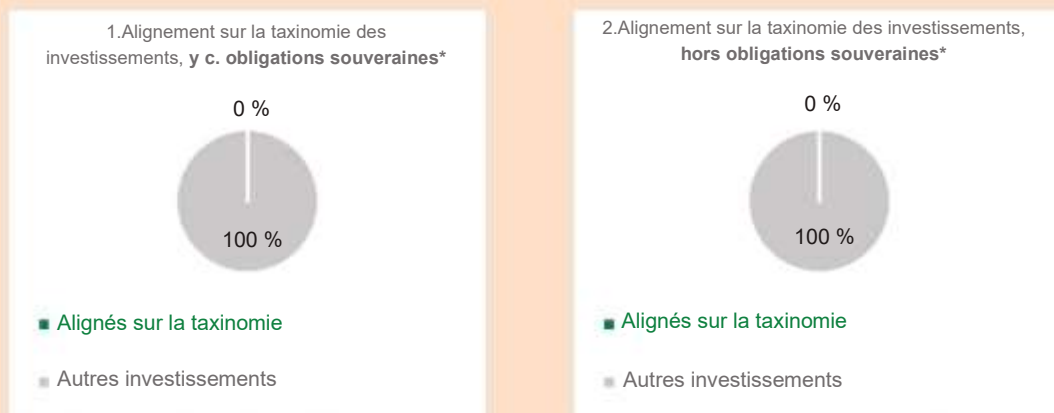 1.Alignement sur la taxinomie des
investissements, y c. obligations souveraines*
0 %
100 %
Alignés sur la taxinomie
Autres investissements
2.Alignement sur la taxinomie des investissements,
hors obligations souveraines*
0 %
100 %
Alignés sur la taxinomie
Autres investissements